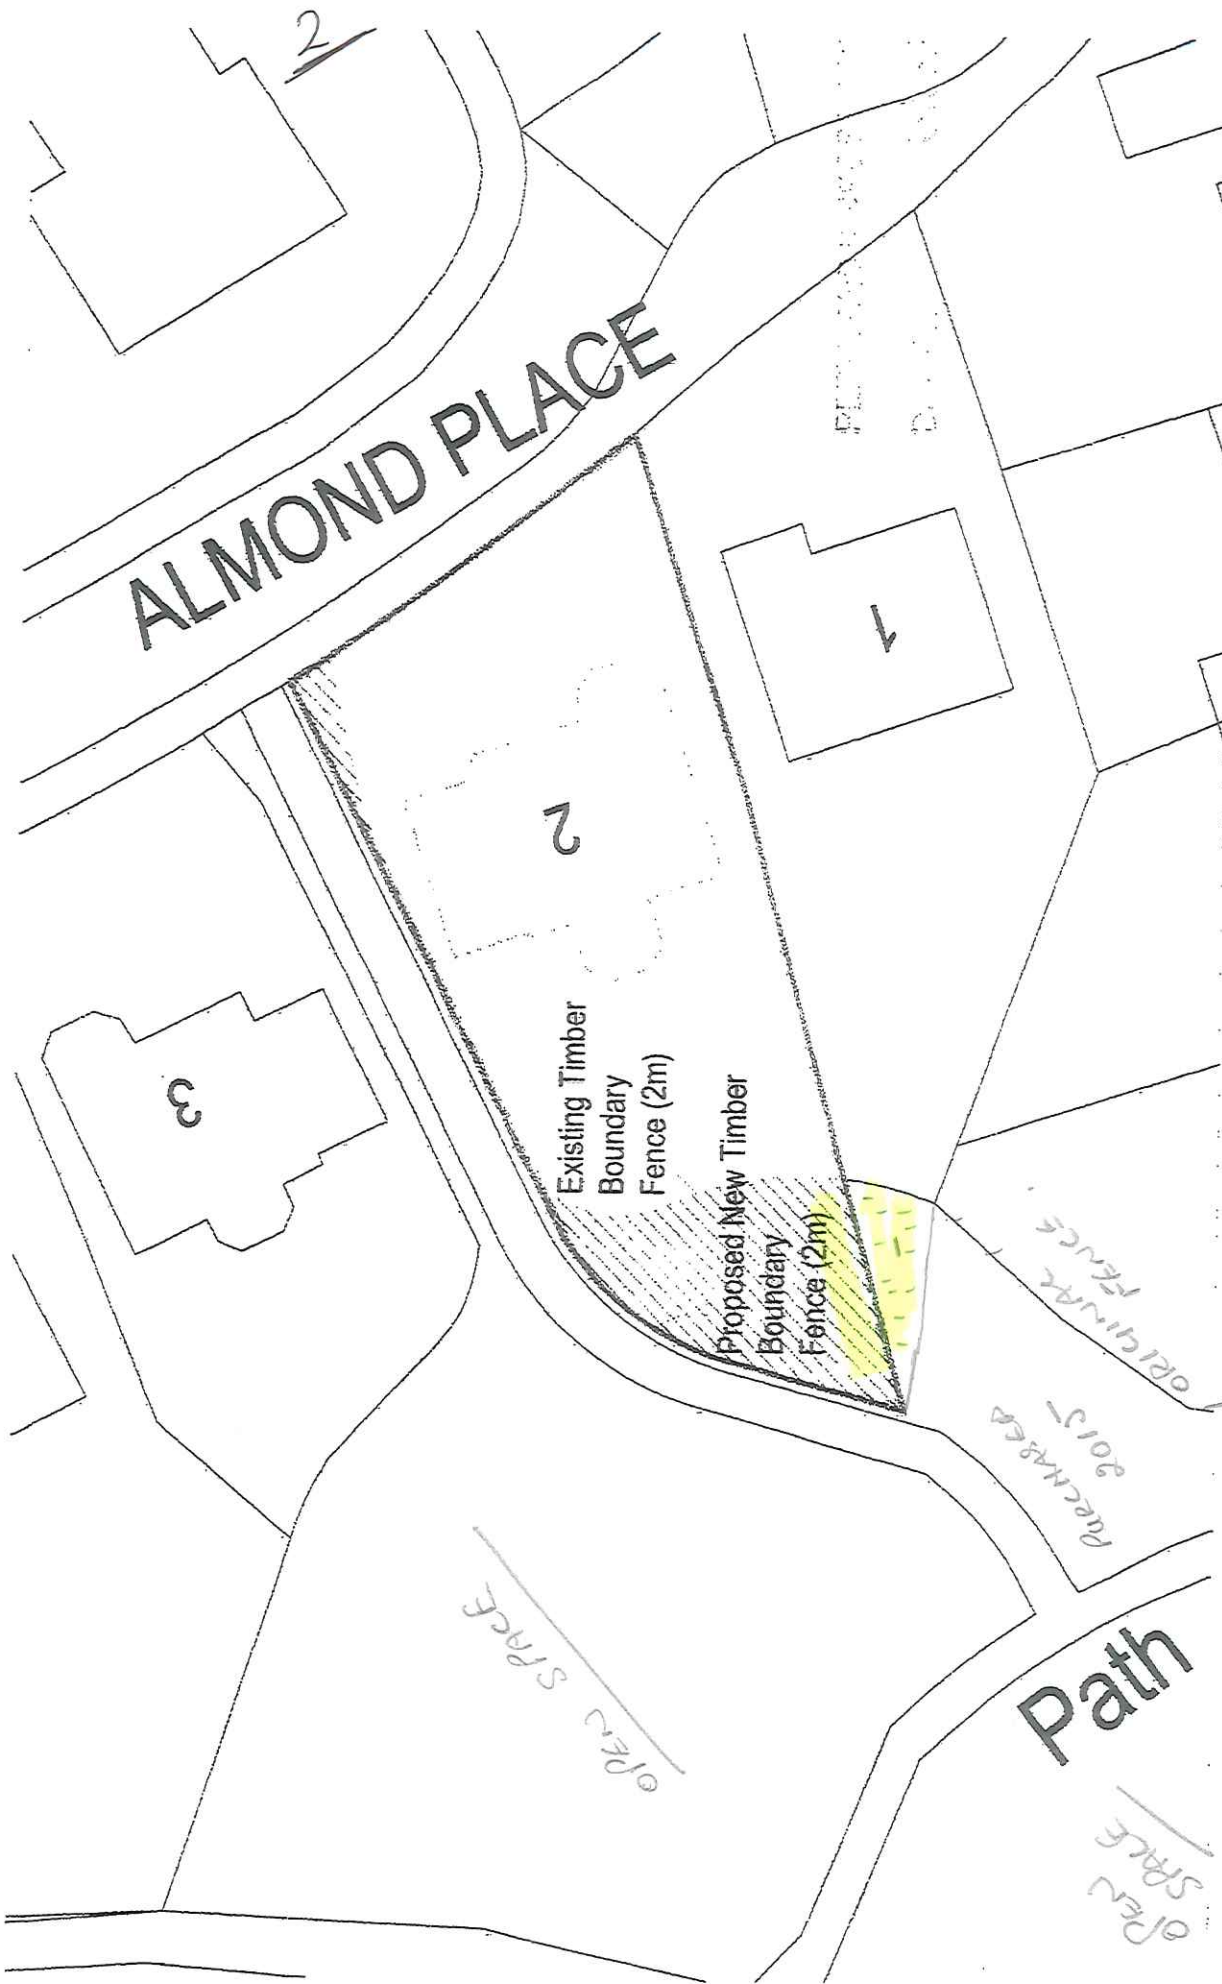 2
ALMOND PLACE
1
2
3
Existing Timber
Boundary
Fence (2m)
Proposed New Timber
Boundary
Fence (2m)
ORIGINAL
FENCE
PURCHASED
2015
OPEN SPACE
Path
OPEN
SPACE